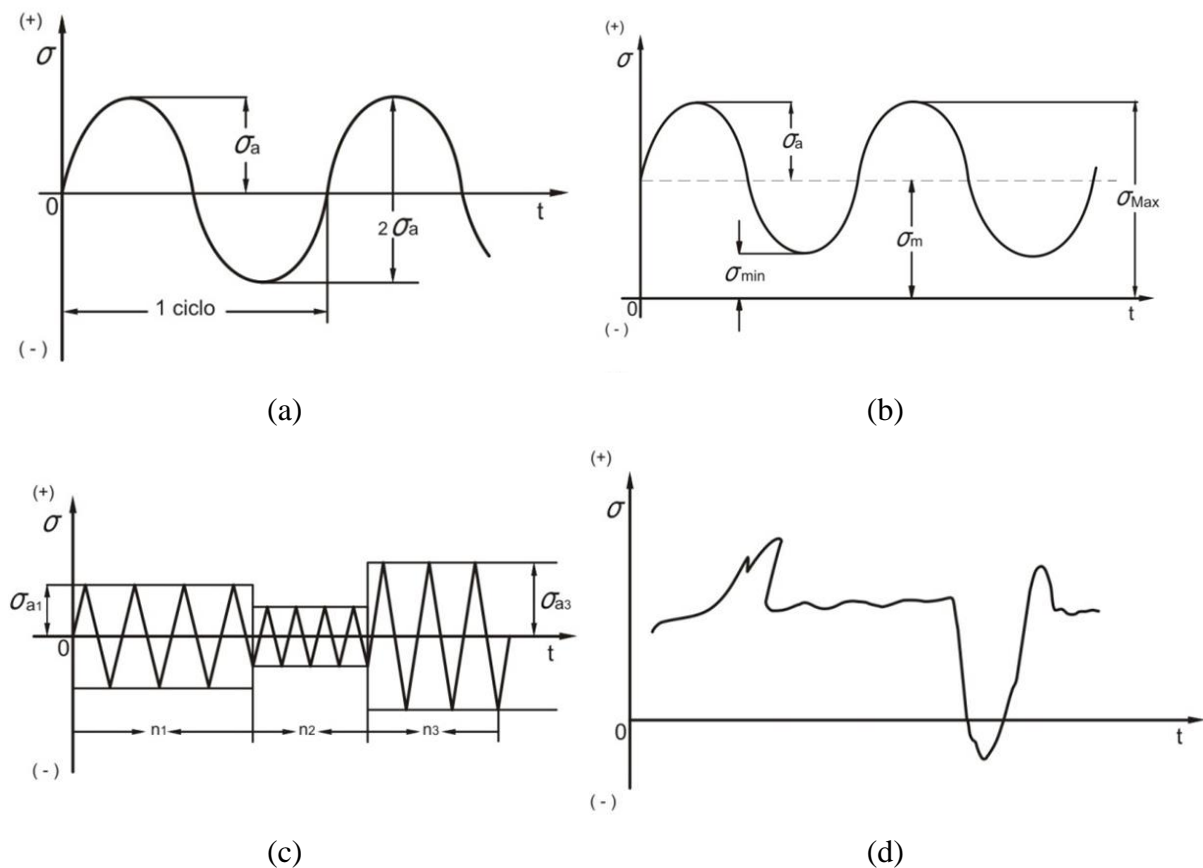 (+)
σ
σa
0
t
2 σa
1 ciclo
(-)
(a)
(+)
σ
σa
σMax
σm
σmin
0
t
(-)
(b)
(+)
σ
σa1
σa3
0
t
n1
n2
n3
(-)
(c)
(+)
σ
0
t
(-)
(d)